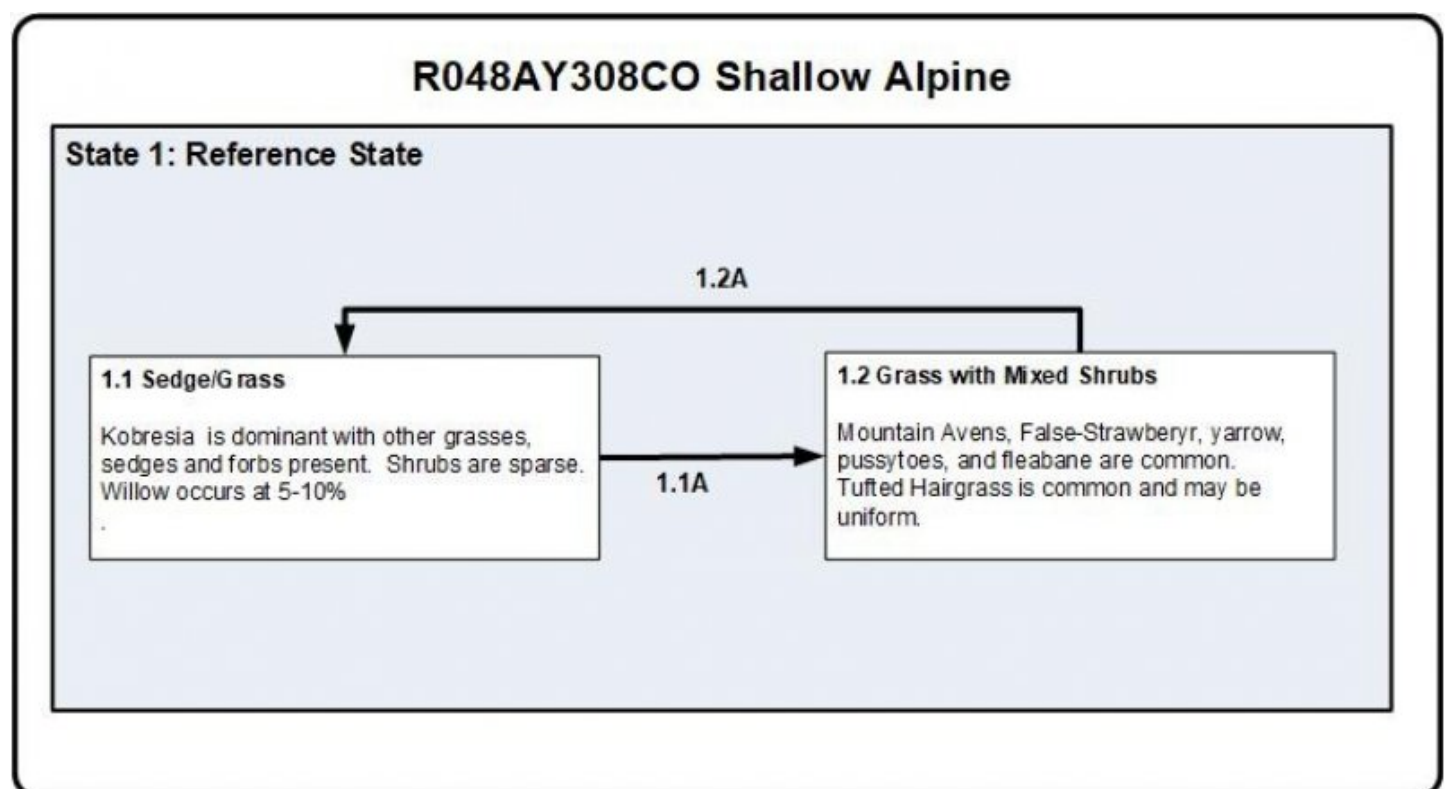 R048AY308CO Shallow Alpine
State 1: Reference State
1.2A
1.1 Sedge/Grass
Kobresia is dominant with other grasses,
sedges and forbs present. Shrubs are sparse.
Willow occurs at 5-10%
.
1.1A
1.2 Grass with Mixed Shrubs
Mountain Avens, False-Strawberyr, yarrow,
pussytoes, and fleabane are common.
Tufted Hairgrass is common and may be
uniform.